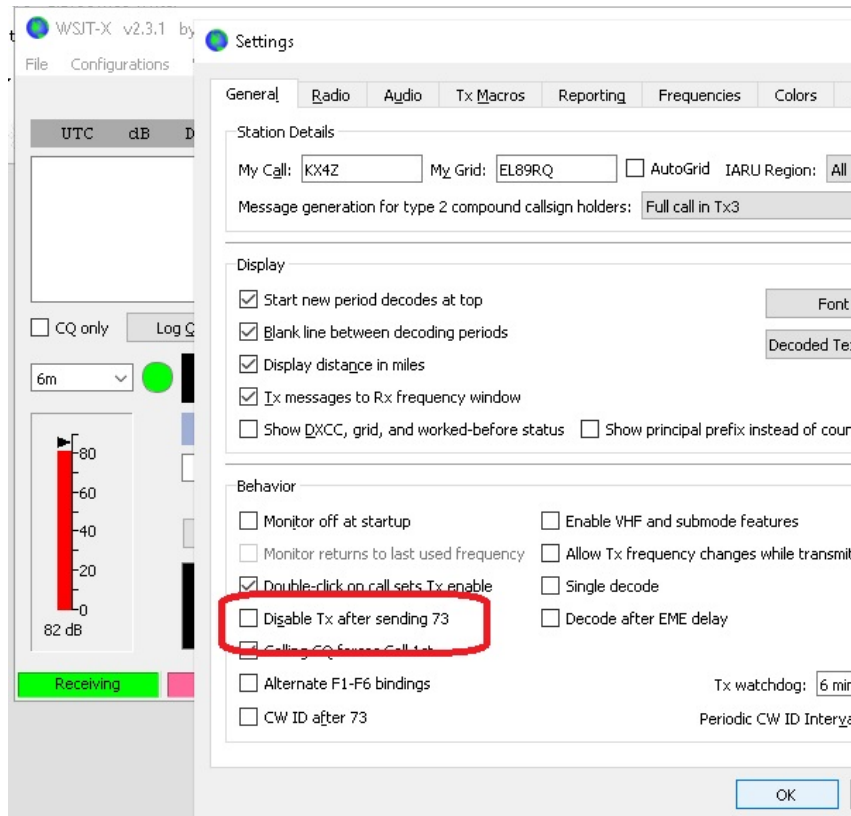 WSJT-X v2.3.1 by
File Configurations
UTC dB D
CQ only Log Q
6m
80
60
40
20
0
82 dB
Receiving
Settings
General Radio Audio Tx Macros Reporting Frequencies Colors
Station Details
My Call: KX4Z My Grid: EL89RQ AutoGrid IARU Region: All
Message generation for type 2 compound callsign holders: Full call in Tx3
Display
Start new period decodes at top Font
Blank line between decoding periods Decoded Te
Display distance in miles
Tx messages to Rx frequency window
Show DXCC, grid, and worked-before status Show principal prefix instead of cour
Behavior
Monitor off at startup Enable VHF and submode features
Monitor returns to last used frequency Allow Tx frequency changes while transmit
Double-click on call sets Tx enable Single decode
Disable Tx after sending 73 Decode after EME delay
Calling CQ forces Call 1st
Alternate F1-F6 bindings Tx watchdog: 6 min
CW ID after 73 Periodic CW ID Interva
OK